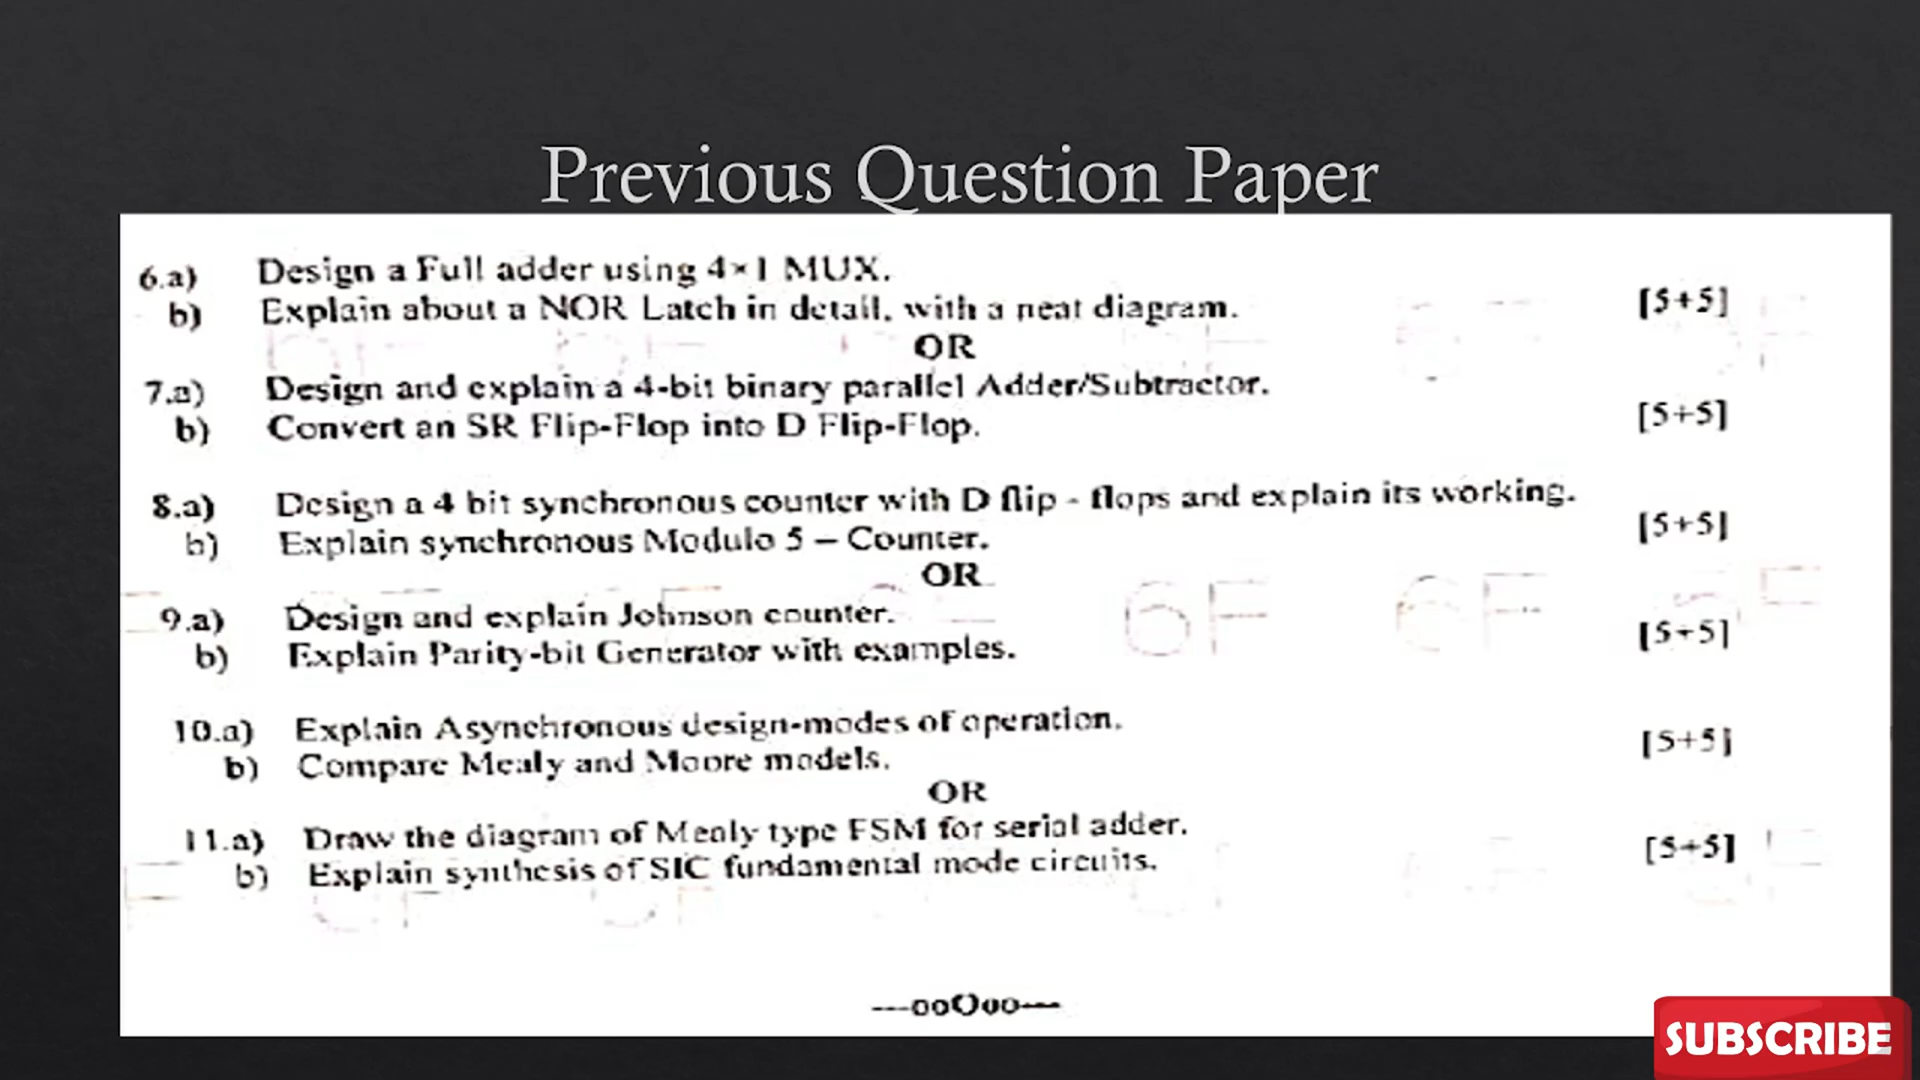 Previous Question Paper
6.a) Design a Full adder using 4×1 MUX.
b) Explain about a NOR Latch in detail, with a neat diagram. [5+5]
OR
7.a) Design and explain a 4-bit binary parallel Adder/Subtractor.
b) Convert an SR Flip-Flop into D Flip-Flop. [5+5]
8.a) Design a 4 bit synchronous counter with D flip - flops and explain its working.
b) Explain synchronous Modulo 5 – Counter. [5+5]
OR
9.a) Design and explain Johnson counter.
b) Explain Parity-bit Generator with examples. [5+5]
10.a) Explain Asynchronous design-modes of operation.
b) Compare Mealy and Moore models. [5+5]
OR
11.a) Draw the diagram of Mealy type FSM for serial adder.
b) Explain synthesis of SIC fundamental mode circuits. [5+5]
---ooOoo---
6F 6F
SUBSCRIBE